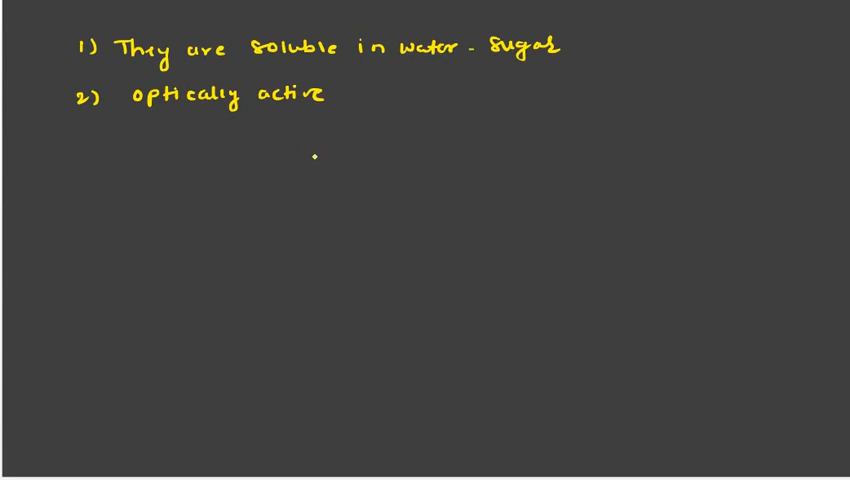 1) They are soluble in water - sugar
2) optically active